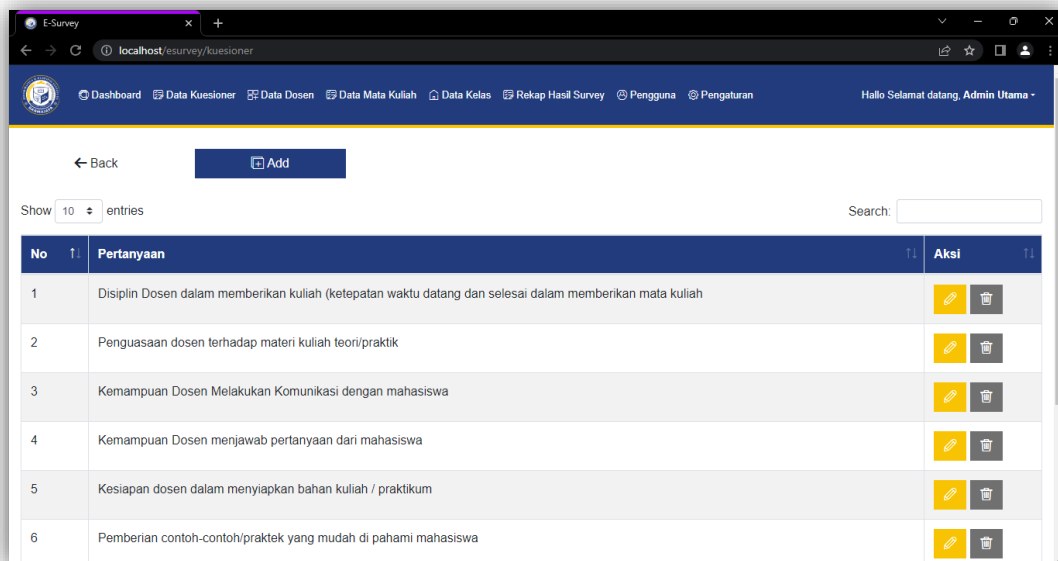 E-Survey
localhost/esurvey/kuesioner
Dashboard Data Kuesioner Data Dosen Data Mata Kuliah Data Kelas Rekap Hasil Survey Pengguna Pengaturan Hallo Selamat datang, Admin Utama
Back Add
Show 10 entries Search:
No Pertanyaan Aksi
1 Disiplin Dosen dalam memberikan kuliah (ketepatan waktu datang dan selesai dalam memberikan mata kuliah
2 Penguasaan dosen terhadap materi kuliah teori/praktik
3 Kemampuan Dosen Melakukan Komunikasi dengan mahasiswa
4 Kemampuan Dosen menjawab pertanyaan dari mahasiswa
5 Kesiapan dosen dalam menyiapkan bahan kuliah / praktikum
6 Pemberian contoh-contoh/praktek yang mudah di pahami mahasiswa